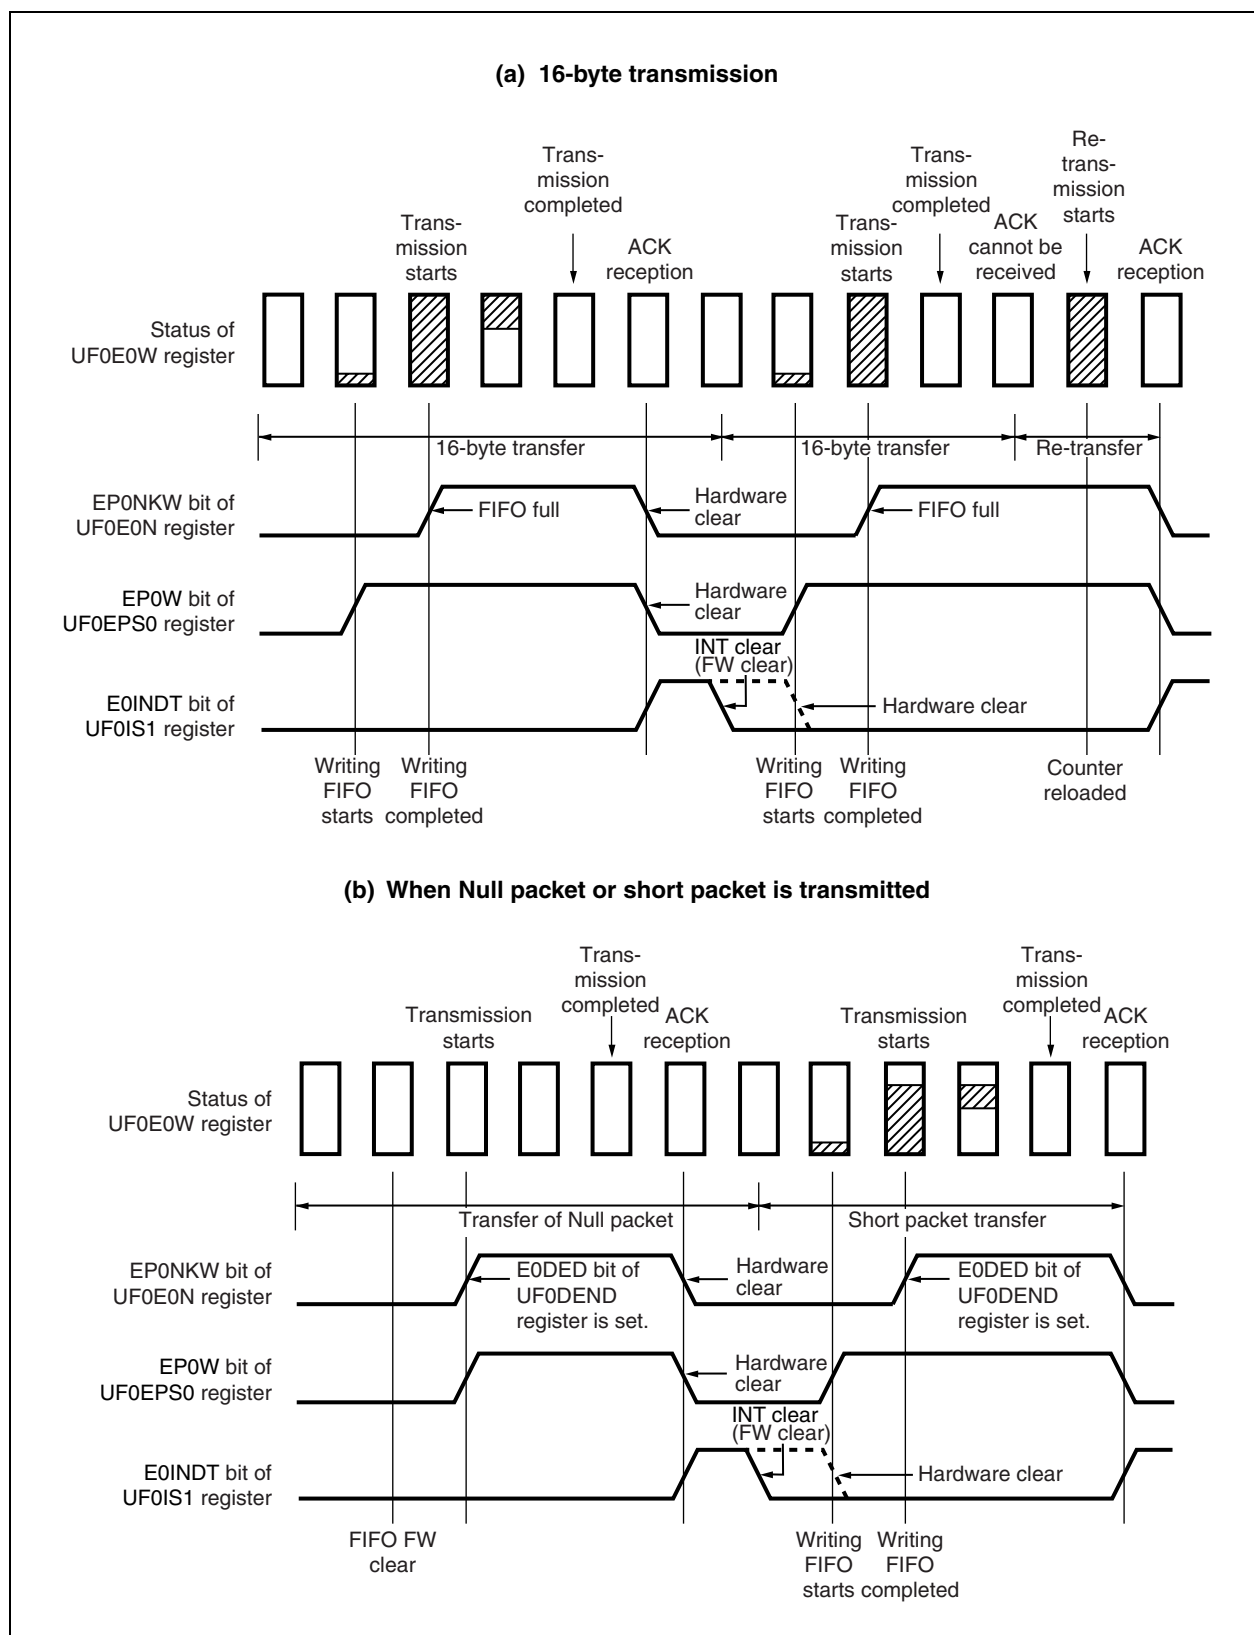 (a) 16-byte transmission
Trans-
mission
completed
Trans-
mission
starts
ACK
reception
Trans-
mission
completed
Trans-
mission
starts
ACK
cannot be
received
Re-
trans-
mission
starts
ACK
reception
Status of
UF0E0W register
16-byte transfer
16-byte transfer
Re-transfer
EP0NKW bit of
UF0E0N register
FIFO full
Hardware
clear
FIFO full
EP0W bit of
UF0EPS0 register
Hardware
clear
INT clear
(FW clear)
E0INDT bit of
UF0IS1 register
Hardware clear
Writing
FIFO
starts
Writing
FIFO
completed
Writing
FIFO
starts
Writing
FIFO
completed
Counter
reloaded
(b) When Null packet or short packet is transmitted
Transmission
starts
Trans-
mission
completed
ACK
reception
Transmission
starts
Trans-
mission
completed
ACK
reception
Status of
UF0E0W register
Transfer of Null packet
Short packet transfer
EP0NKW bit of
UF0E0N register
E0DED bit of
UF0DEND
register is set.
Hardware
clear
E0DED bit of
UF0DEND
register is set.
EP0W bit of
UF0EPS0 register
Hardware
clear
INT clear
(FW clear)
E0INDT bit of
UF0IS1 register
Hardware clear
FIFO FW
clear
Writing
FIFO
starts
Writing
FIFO
completed